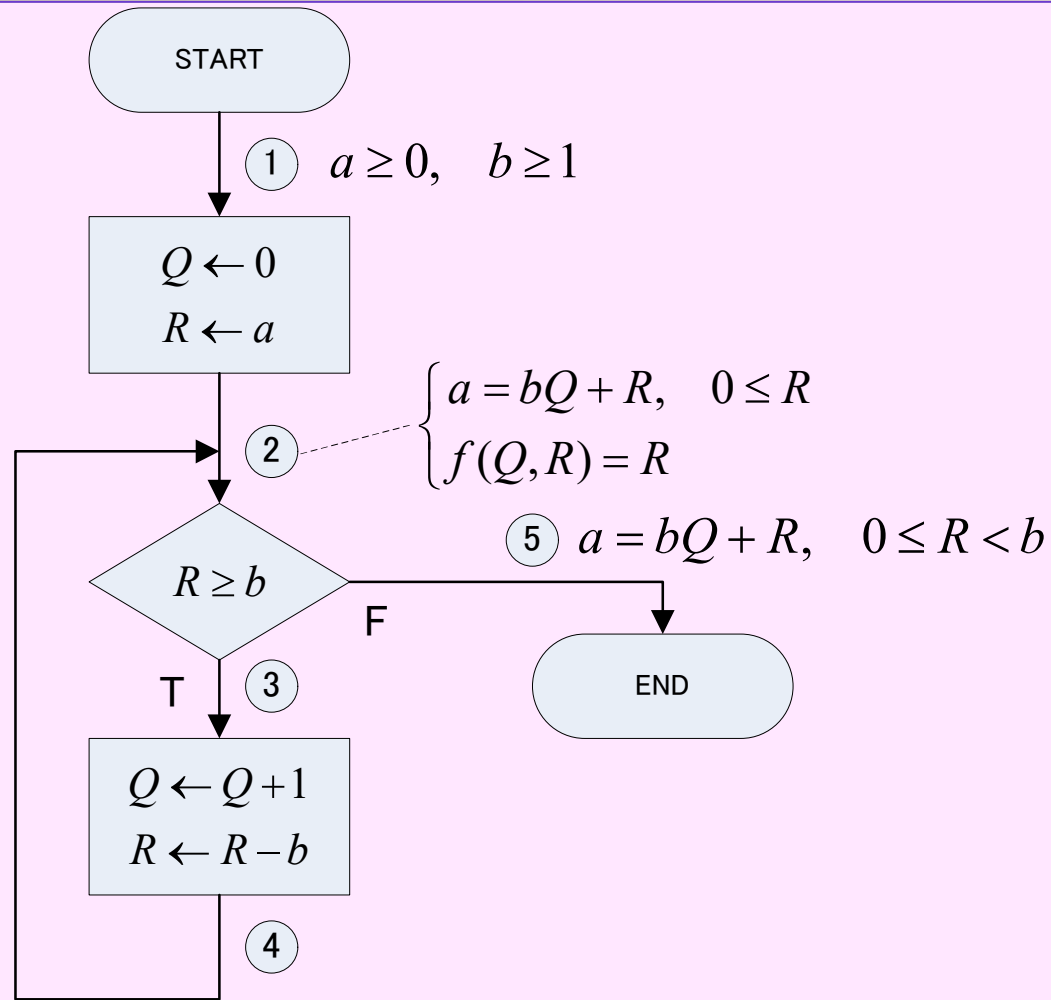 START
1 a ≥ 0, b ≥ 1
Q ← 0
R ← a
2
a = bQ + R, 0 ≤ R
f(Q, R) = R
5 a = bQ + R, 0 ≤ R < b
R ≥ b
F
T
3
END
Q ← Q + 1
R ← R − b
4